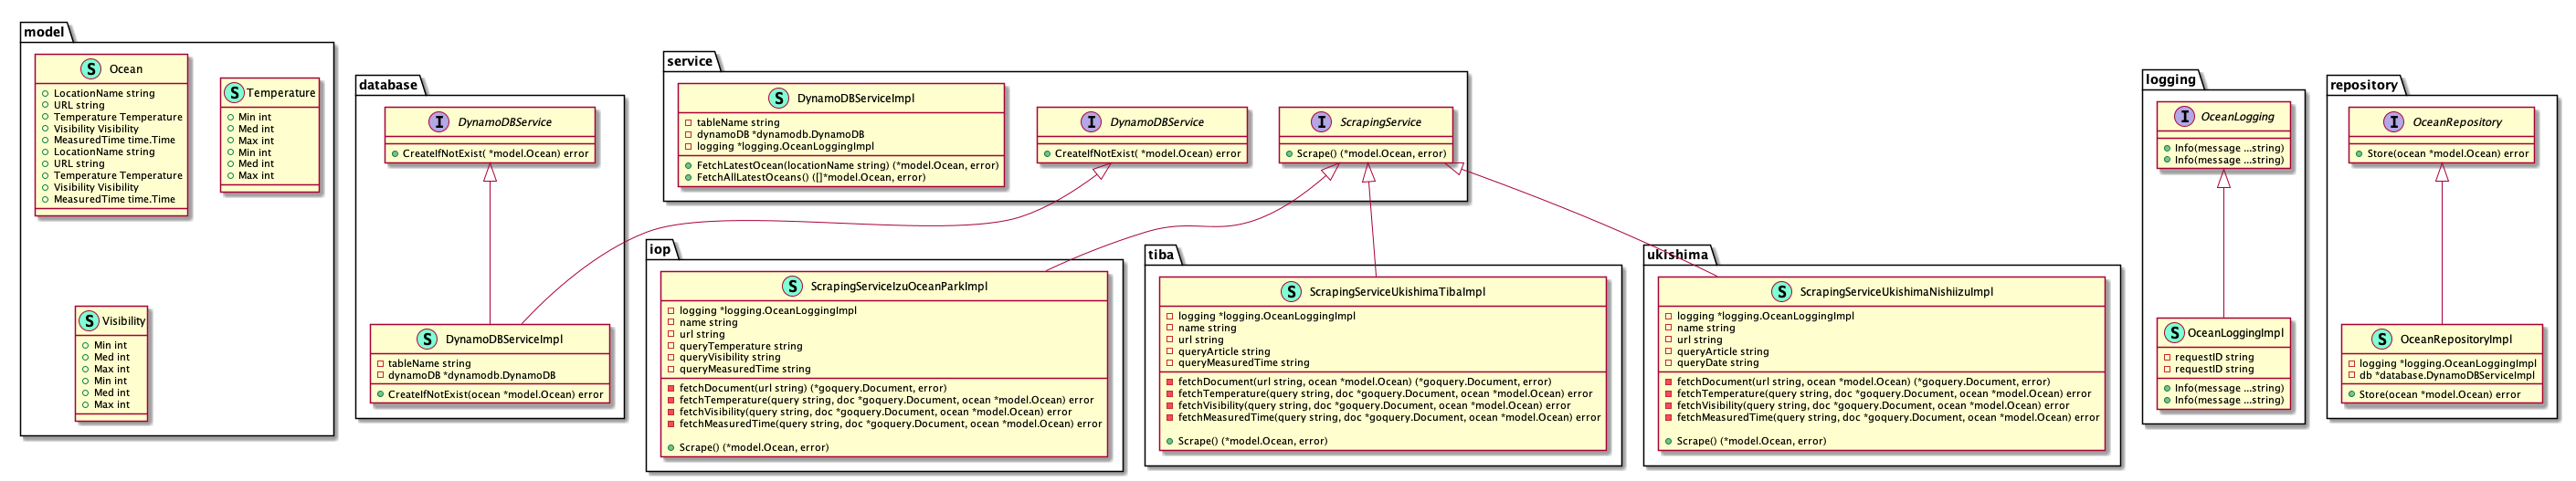 model
S Ocean
LocationName string
URL string
Temperature Temperature
Visibility Visibility
MeasuredTime time.Time
LocationName string
URL string
Temperature Temperature
Visibility Visibility
MeasuredTime time.Time
S Temperature
Min int
Med int
Max int
Min int
Med int
Max int
S Visibility
Min int
Med int
Max int
Min int
Med int
Max int
database
I DynamoDBService
CreateIfNotExist( *model.Ocean) error
S DynamoDBServiceImpl
tableName string
dynamoDB *dynamodb.DynamoDB
CreateIfNotExist(ocean *model.Ocean) error
service
S DynamoDBServiceImpl
tableName string
dynamoDB *dynamodb.DynamoDB
logging *logging.OceanLoggingImpl
FetchLatestOcean(locationName string) (*model.Ocean, error)
FetchAllLatestOceans() ([]*model.Ocean, error)
I DynamoDBService
CreateIfNotExist( *model.Ocean) error
I ScrapingService
Scrape() (*model.Ocean, error)
iop
S ScrapingServiceIzuOceanParkImpl
logging *logging.OceanLoggingImpl
name string
url string
queryTemperature string
queryVisibility string
queryMeasuredTime string
fetchDocument(url string) (*goquery.Document, error)
fetchTemperature(query string, doc *goquery.Document, ocean *model.Ocean) error
fetchVisibility(query string, doc *goquery.Document, ocean *model.Ocean) error
fetchMeasuredTime(query string, doc *goquery.Document, ocean *model.Ocean) error
Scrape() (*model.Ocean, error)
tiba
S ScrapingServiceUkishimaTibaImpl
logging *logging.OceanLoggingImpl
name string
url string
queryArticle string
queryMeasuredTime string
fetchDocument(url string, ocean *model.Ocean) (*goquery.Document, error)
fetchTemperature(query string, doc *goquery.Document, ocean *model.Ocean) error
fetchVisibility(query string, doc *goquery.Document, ocean *model.Ocean) error
fetchMeasuredTime(query string, doc *goquery.Document, ocean *model.Ocean) error
Scrape() (*model.Ocean, error)
ukishima
S ScrapingServiceUkishimaNishiizuImpl
logging *logging.OceanLoggingImpl
name string
url string
queryArticle string
queryDate string
fetchDocument(url string, ocean *model.Ocean) (*goquery.Document, error)
fetchTemperature(query string, doc *goquery.Document, ocean *model.Ocean) error
fetchVisibility(query string, doc *goquery.Document, ocean *model.Ocean) error
fetchMeasuredTime(query string, doc *goquery.Document, ocean *model.Ocean) error
Scrape() (*model.Ocean, error)
logging
I OceanLogging
Info(message ...string)
Info(message ...string)
S OceanLoggingImpl
requestID string
requestID string
Info(message ...string)
Info(message ...string)
repository
I OceanRepository
Store(ocean *model.Ocean) error
S OceanRepositoryImpl
logging *logging.OceanLoggingImpl
db *database.DynamoDBServiceImpl
Store(ocean *model.Ocean) error